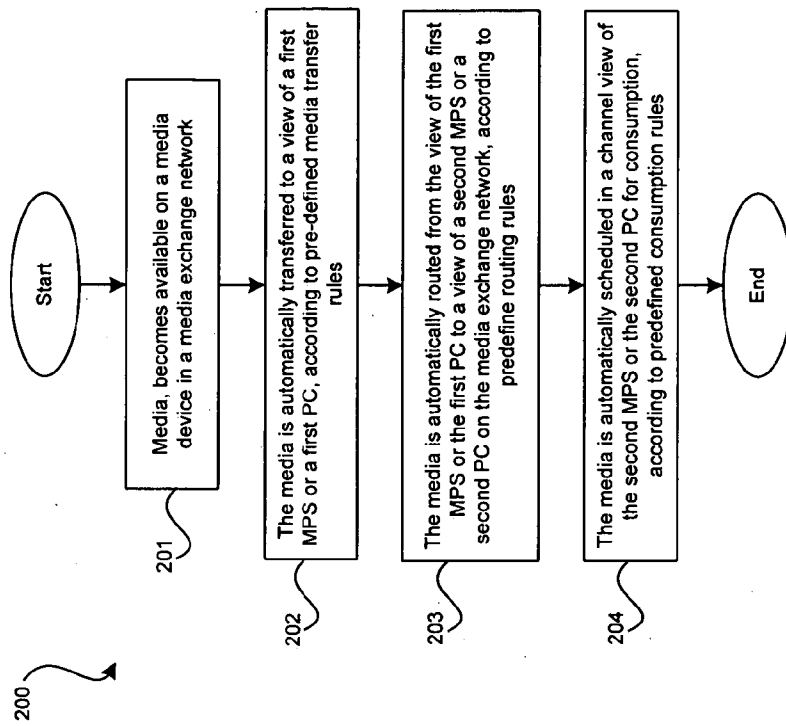 200
Start
201
Media, becomes available on a media
device in a media exchange network
202
The media is automatically transferred to a view of a first
MPS or a first PC, according to pre-defined media transfer
rules
203
The media is automatically routed from the view of the first
MPS or the first PC to a view of a second MPS or a
second PC on the media exchange network, according to
predefine routing rules
204
The media is automatically scheduled in a channel view of
the second MPS or the second PC for consumption,
according to predefined consumption rules
End